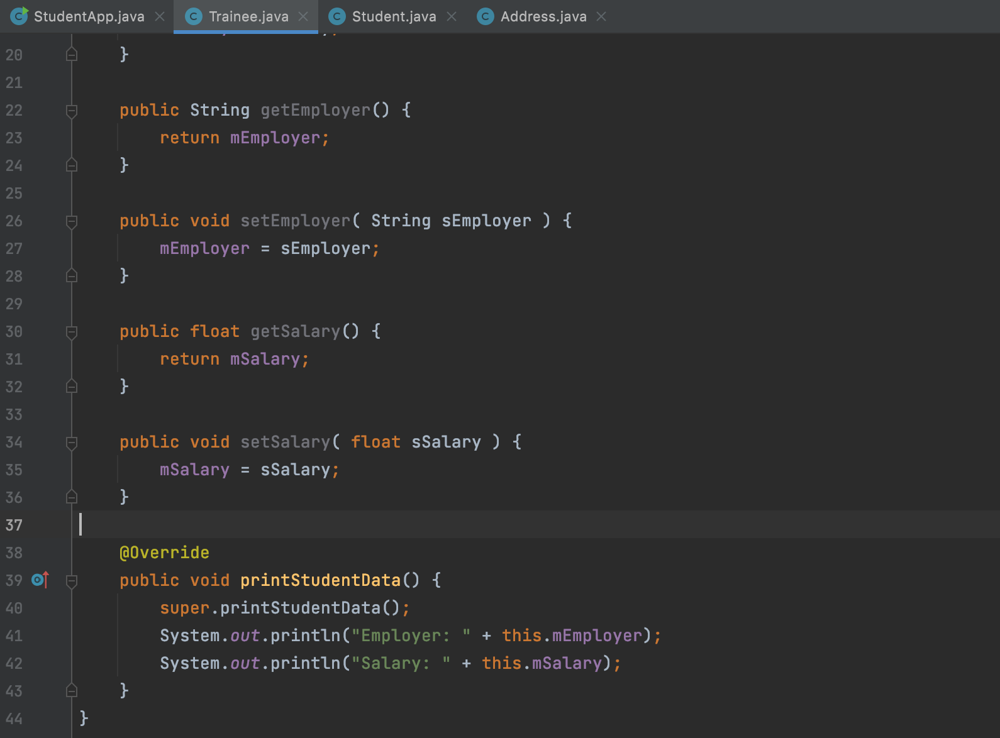 StudentApp.java Trainee.java Student.java Address.java
20 }
21
22 public String getEmployer() {
23 return mEmployer;
24 }
25
26 public void setEmployer( String sEmployer ) {
27 mEmployer = sEmployer;
28 }
29
30 public float getSalary() {
31 return mSalary;
32 }
33
34 public void setSalary( float sSalary ) {
35 mSalary = sSalary;
36 }
37
38 @Override
39 public void printStudentData() {
40 super.printStudentData();
41 System.out.println("Employer: " + this.mEmployer);
42 System.out.println("Salary: " + this.mSalary);
43 }
44 }